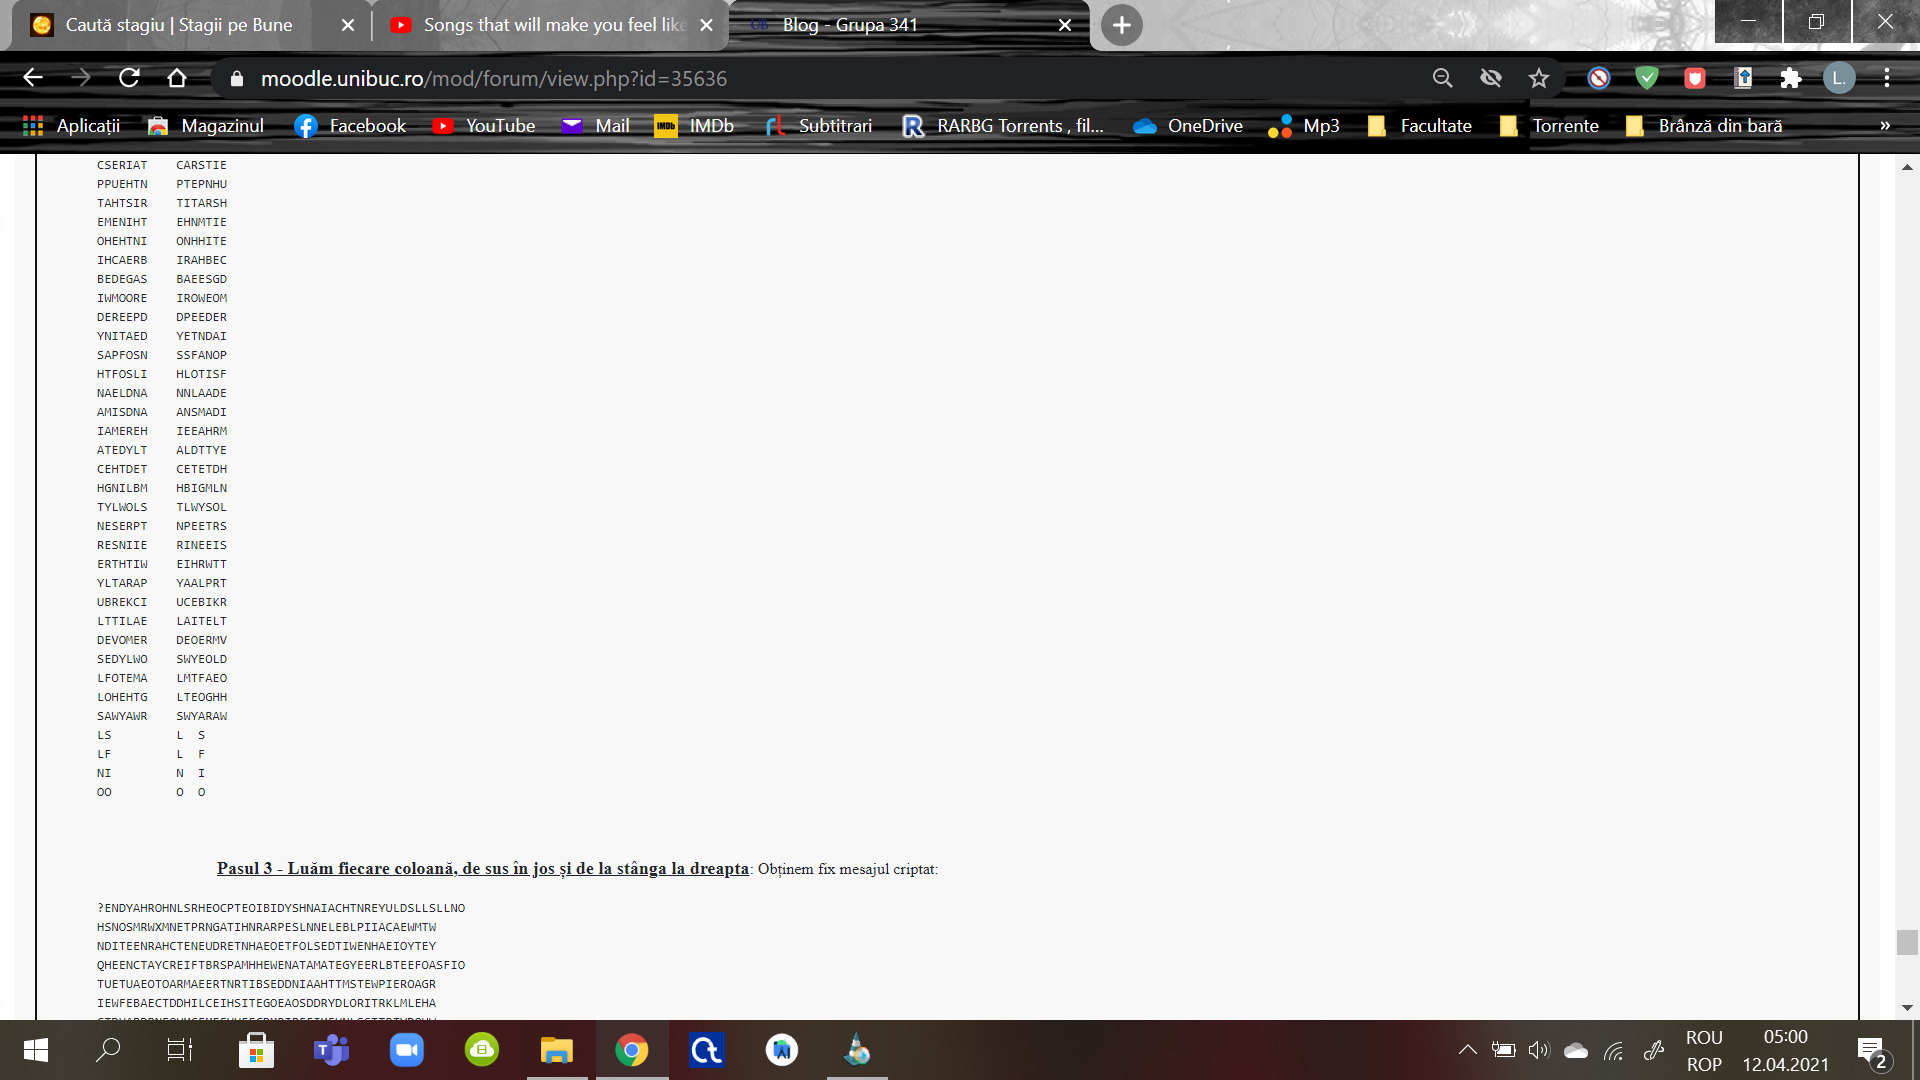 Caută stagiu | Stagii pe Bune
Songs that will make you feel like
Blog - Grupa 341
moodle.unibuc.ro/mod/forum/view.php?id=35636
L.
Aplicații Magazinul Facebook YouTube Mail IMDb Subtitrari RARBG Torrents , fil... OneDrive Mp3 Facultate Torrente Brânză din bară »
CSERIAT CARSTIE
PPUEHTN PTEPNHU
TAHTSIR TITARSH
EMENIHT EHNMTIE
OHEHTNI ONHHITE
IHCAERB IRAHBEC
BEDEGAS BAEESGD
IWMOORE IROWEOM
DEREEPD DPEEDER
YNITAED YETNDAI
SAPFOSN SSFANOP
HTFOSLI HLOTISF
NAELDNA NNLAADE
AMISDNA ANSMADI
IAMEREH IEEAHRM
ATEDYLT ALDTTYE
CEHTDET CETETDH
HGNILBM HBIGMLN
TYLWOLS TLWYSOL
NESERPT NPEETRS
RESNIIE RINEEIS
ERTHTIW EIHRWTT
YLTARAP YAALPRT
UBREKCI UCEBIKR
LTTILAE LAITELT
DEVOMER DEOERMV
SEDYLWO SWYEOLD
LFOTEMA LMTFAEO
LOHEHTG LTEOGHH
SAWYAWR SWYARAW
LS L S
LF L F
NI N I
OO O O
Pasul 3 - Luăm fiecare coloană, de sus în jos și de la stânga la dreapta: Obținem fix mesajul criptat:
?ENDYAHROHNLSRHEOCPTEOIBIDYSHNAIACHTNREYULDSLLSLLNO
HSNOSMRWXMNETPRNGATIHNRARPESLNNELEBLPIIACAEWMTW
NDITEENRAHCTENEUDRETNHAEOETFOLSEDTIWENHAEIOYTEY
QHEENCTAYCREIFTBRSPAMHHEWENATAMATEGYEERLBTEEFOASFIO
TUETUAEOTOARMAEERTNRTIBSEDDNIAAHTTMSTEWPIEROAGR
IEWFEBAECTDDHILCEIHSITEGOEAOSDDRYDLORITRKLMLEHA
ROU 05:00
ROP 12.04.2021
2